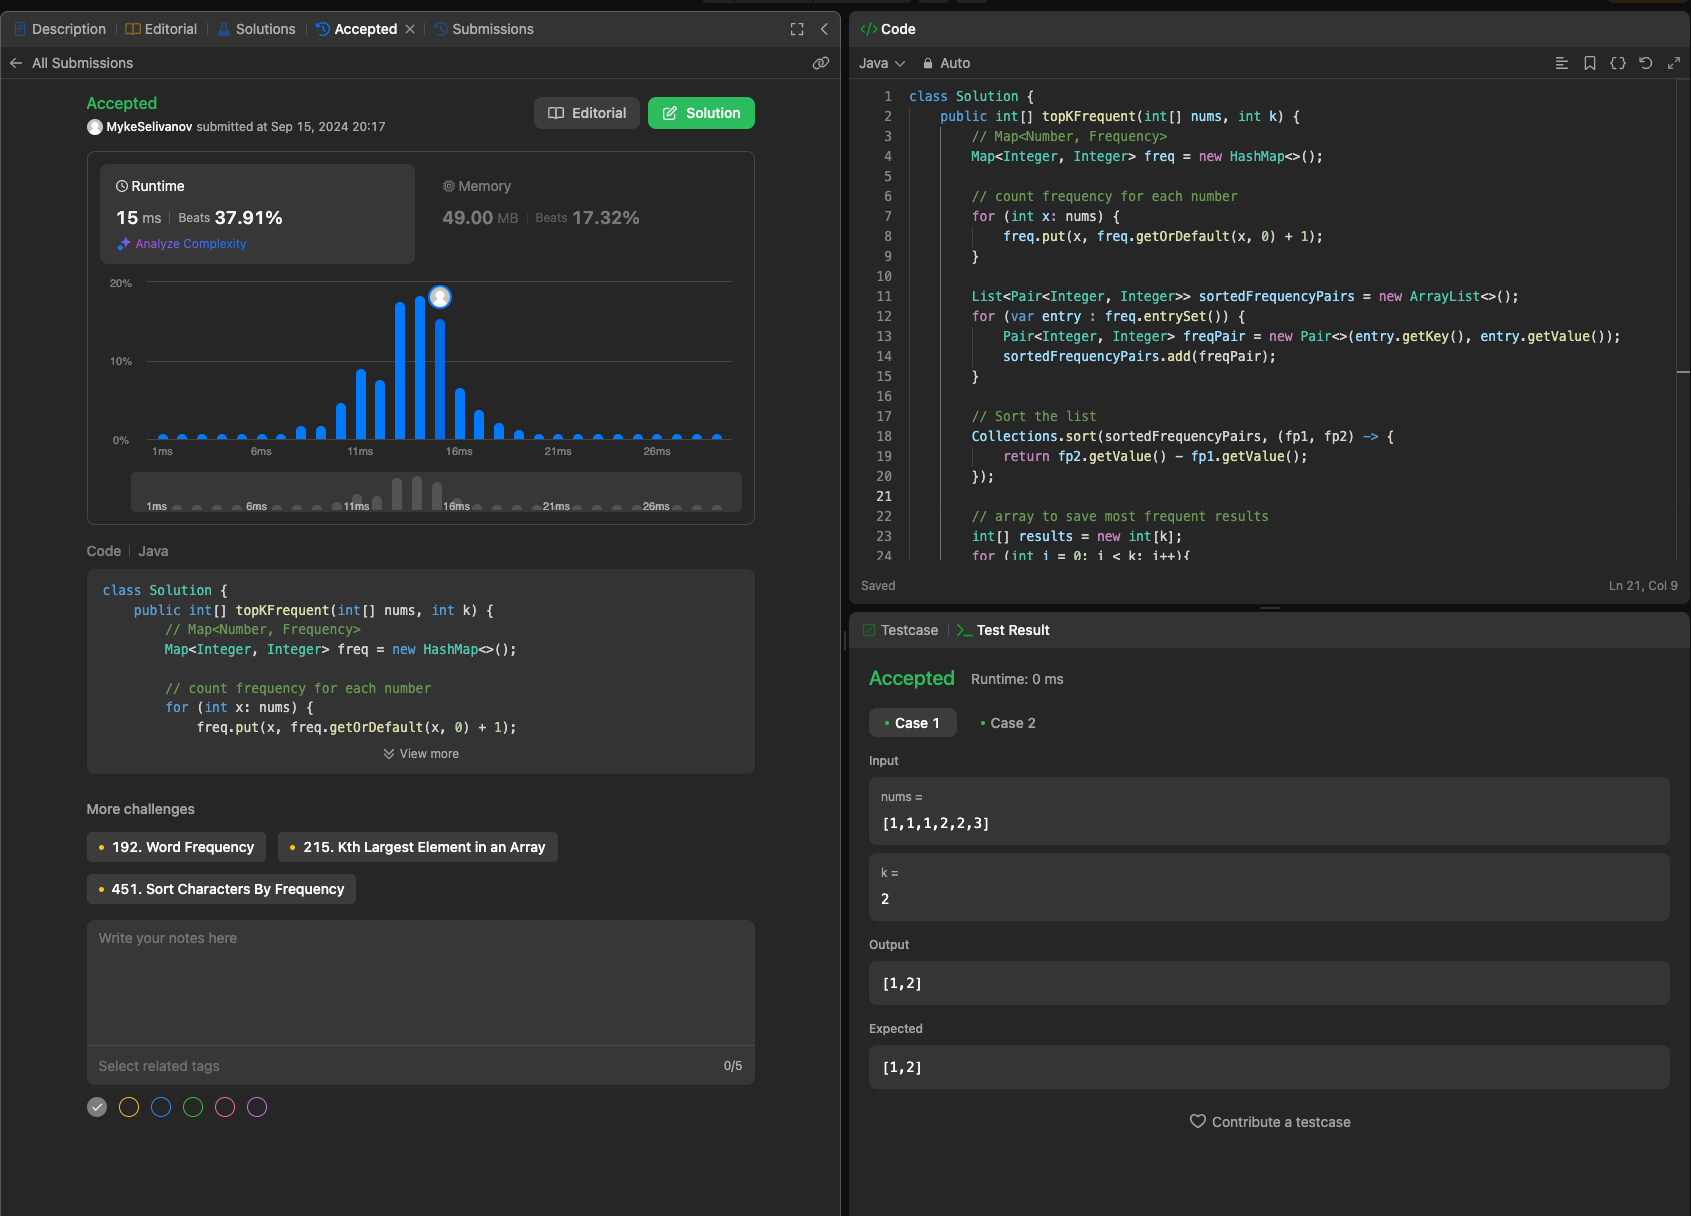 Description
Editorial
Solutions
Accepted
Submissions
All Submissions
Accepted
MykeSelivanov submitted at Sep 15, 2024 20:17
Editorial
Solution
Runtime
15 ms | Beats 37.91%
Analyze Complexity
Memory
49.00 MB | Beats 17.32%
20%
10%
0%
1ms 6ms 11ms 16ms 21ms 26ms
1ms 6ms 11ms 16ms 21ms 26ms
Code | Java
class Solution {
    public int[] topKFrequent(int[] nums, int k) {
        // Map<Number, Frequency>
        Map<Integer, Integer> freq = new HashMap<>();
        // count frequency for each number
        for (int x: nums) {
            freq.put(x, freq.getOrDefault(x, 0) + 1);
View more
More challenges
192. Word Frequency
215. Kth Largest Element in an Array
451. Sort Characters By Frequency
Write your notes here
Select related tags
0/5
</> Code
Java
Auto
1 class Solution {
2     public int[] topKFrequent(int[] nums, int k) {
3         // Map<Number, Frequency>
4         Map<Integer, Integer> freq = new HashMap<>();
5
6         // count frequency for each number
7         for (int x: nums) {
8             freq.put(x, freq.getOrDefault(x, 0) + 1);
9         }
10
11         List<Pair<Integer, Integer>> sortedFrequencyPairs = new ArrayList<>();
12         for (var entry : freq.entrySet()) {
13             Pair<Integer, Integer> freqPair = new Pair<>(entry.getKey(), entry.getValue());
14             sortedFrequencyPairs.add(freqPair);
15         }
16
17         // Sort the list
18         Collections.sort(sortedFrequencyPairs, (fp1, fp2) -> {
19             return fp2.getValue() - fp1.getValue();
20         });
21
22         // array to save most frequent results
23         int[] results = new int[k];
24         for (int i = 0; i < k; i++){
Saved
Ln 21, Col 9
Testcase
Test Result
Accepted
Runtime: 0 ms
Case 1
Case 2
Input
nums =
[1,1,1,2,2,3]
k =
2
Output
[1,2]
Expected
[1,2]
Contribute a testcase